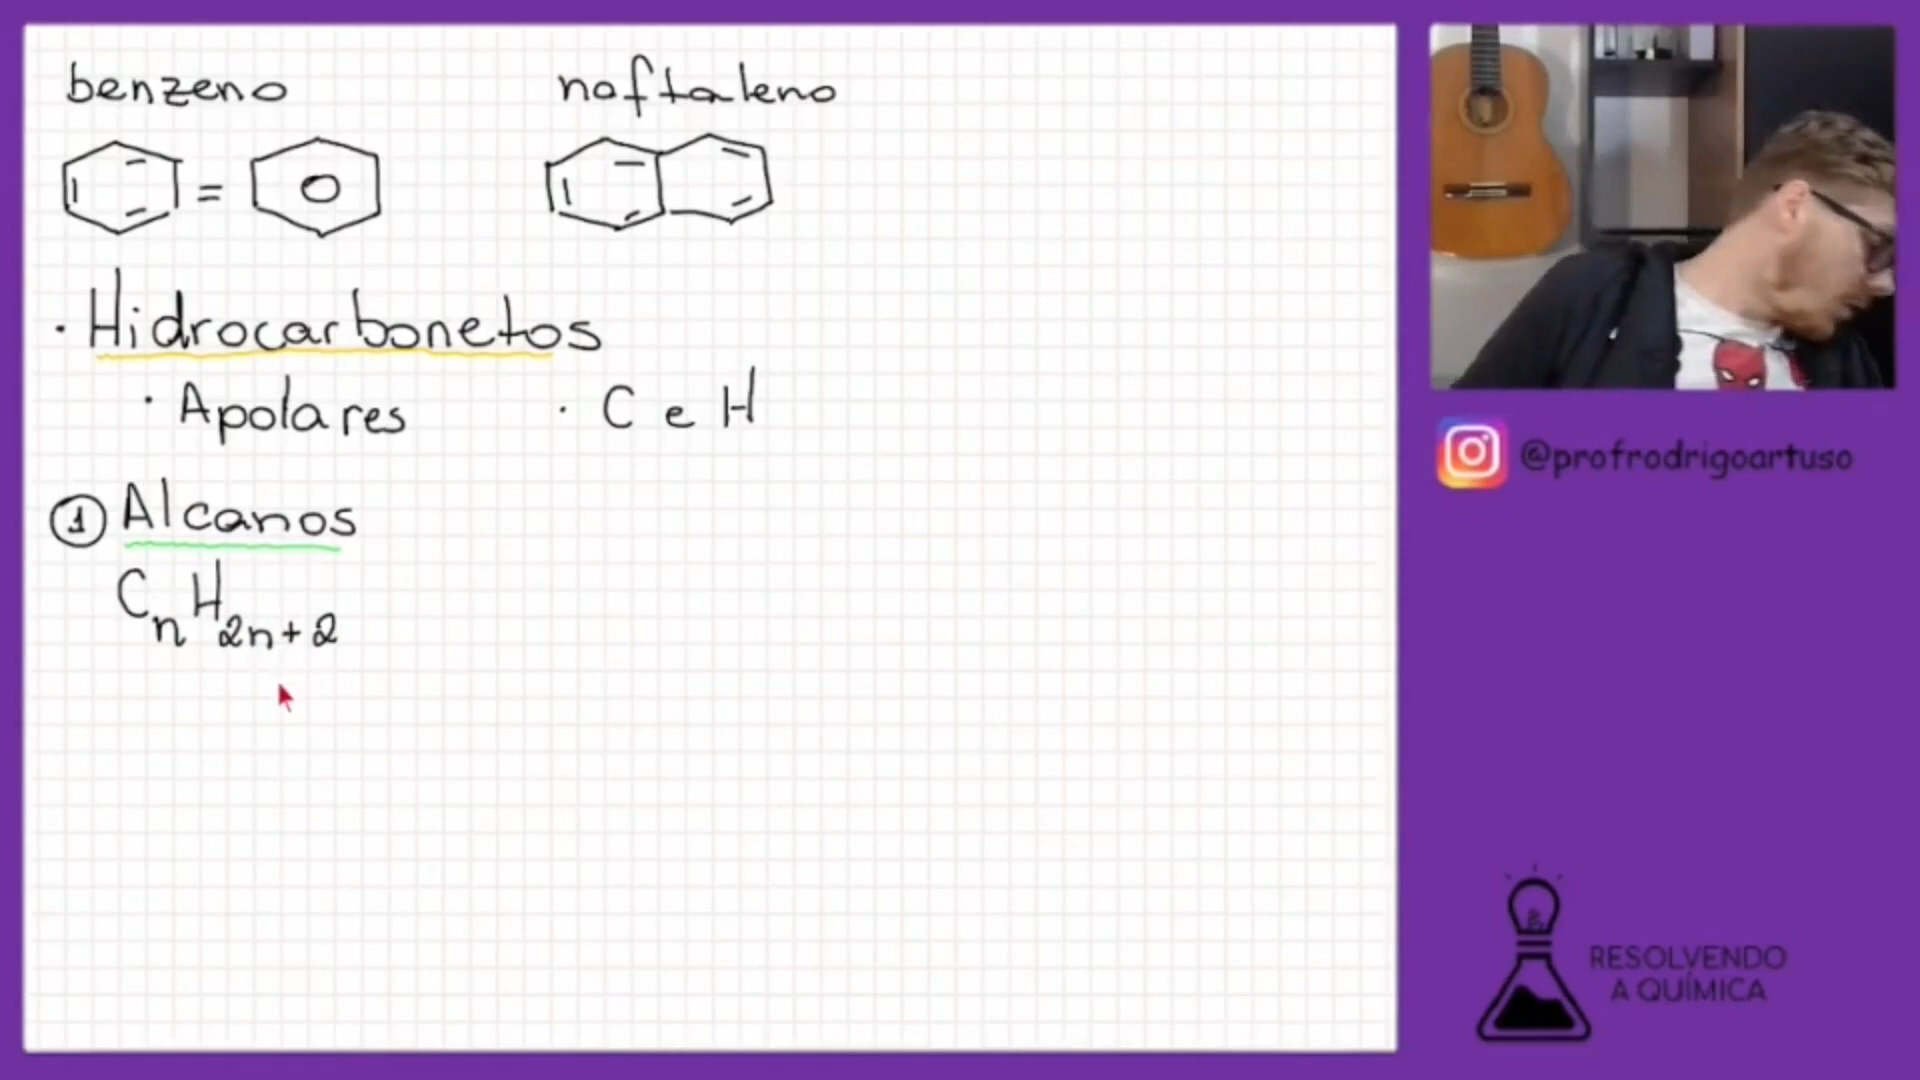 benzeno naftaleno
=
· Hidrocarbonetos
· Apolares · C e H
① Alcanos
CnH2n+2
@profrodrigoartuso
RESOLVENDO
A QUÍMICA